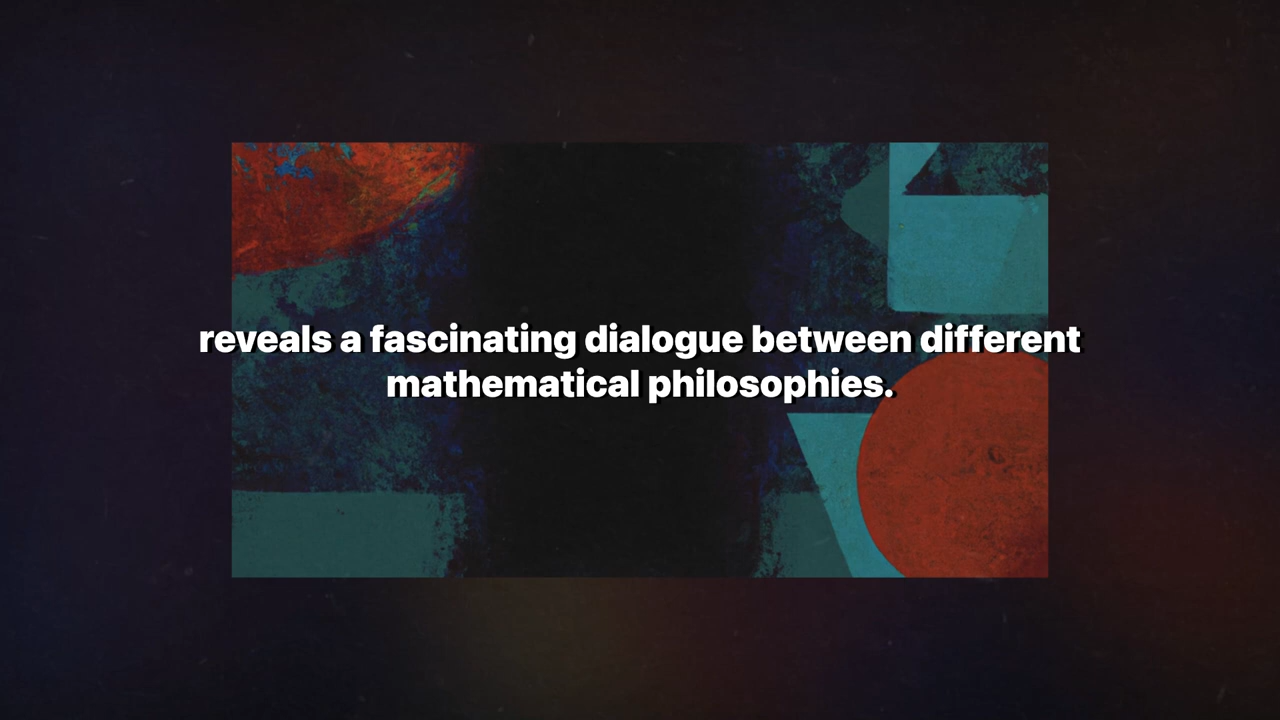 reveals a fascinating dialogue between different
mathematical philosophies.